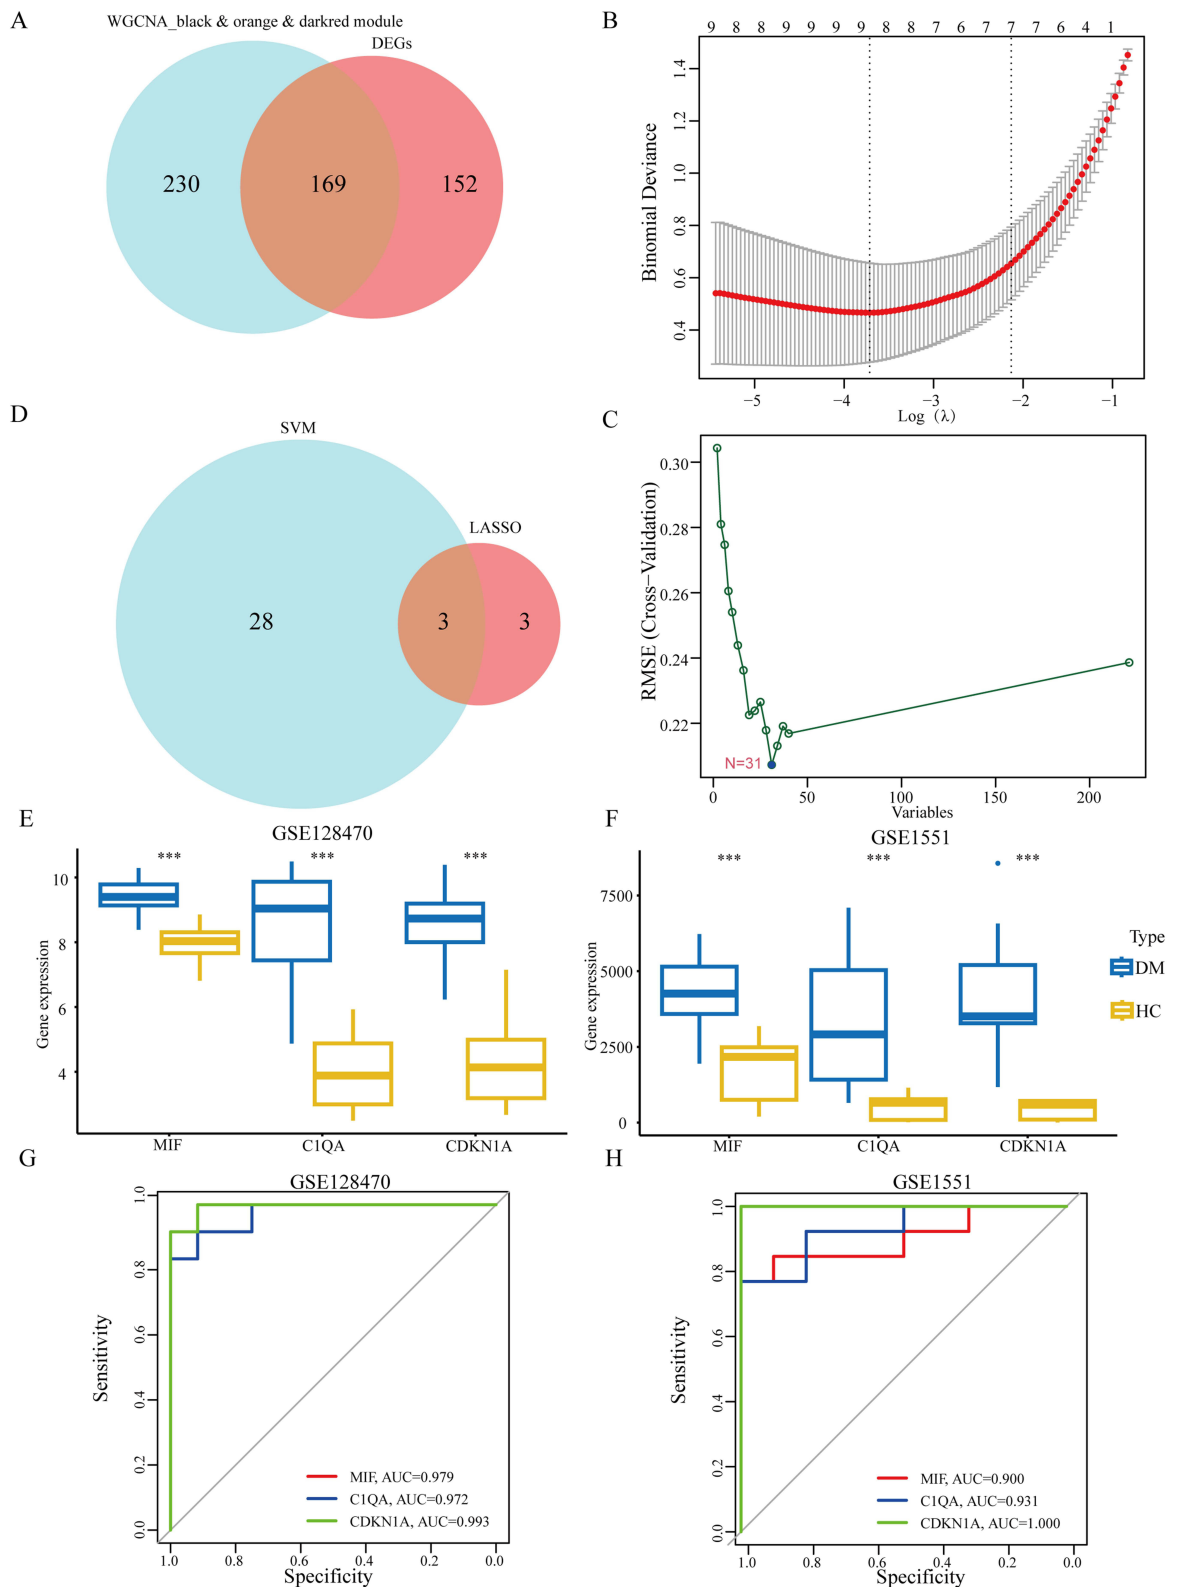 A
WGCNA_black & orange & darkred module
DEGs
230
169
152
B
9 8 8 9 9 9 9 8 8 7 6 7 7 7 6 4 1
Binomial Deviance
1.4
1.2
1.0
0.8
0.6
0.4
−5 −4 −3 −2 −1
Log (λ)
D
SVM
LASSO
28
3
3
C
RMSE (Cross−Validation)
0.30
0.28
0.26
0.24
0.22
N=31
0 50 100 150 200
Variables
E
GSE128470
*** *** ***
Gene expression
10
8
6
4
MIF C1QA CDKN1A
F
GSE1551
*** *** ***
Gene expression
7500
5000
2500
0
MIF C1QA CDKN1A
Type
DM
HC
G
GSE128470
Sensitivity
1.0
0.8
0.6
0.4
0.2
0.0
MIF, AUC=0.979
C1QA, AUC=0.972
CDKN1A, AUC=0.993
1.0 0.8 0.6 0.4 0.2 0.0
Specificity
H
GSE1551
Sensitivity
1.0
0.8
0.6
0.4
0.2
0.0
MIF, AUC=0.900
C1QA, AUC=0.931
CDKN1A, AUC=1.000
1.0 0.8 0.6 0.4 0.2 0.0
Specificity